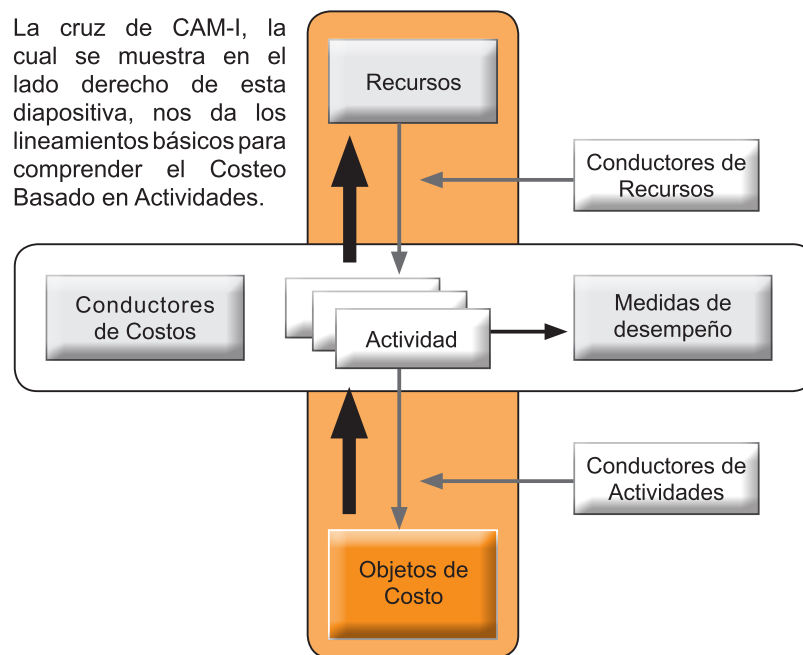 La cruz de CAM-I, la
cual se muestra en el
lado derecho de esta
diapositiva, nos da los
lineamientos básicos para
comprender el Costeo
Basado en Actividades.
Recursos
Conductores de
Recursos
Conductores
de Costos
Actividad
Medidas de
desempeño
Conductores de
Actividades
Objetos de
Costo